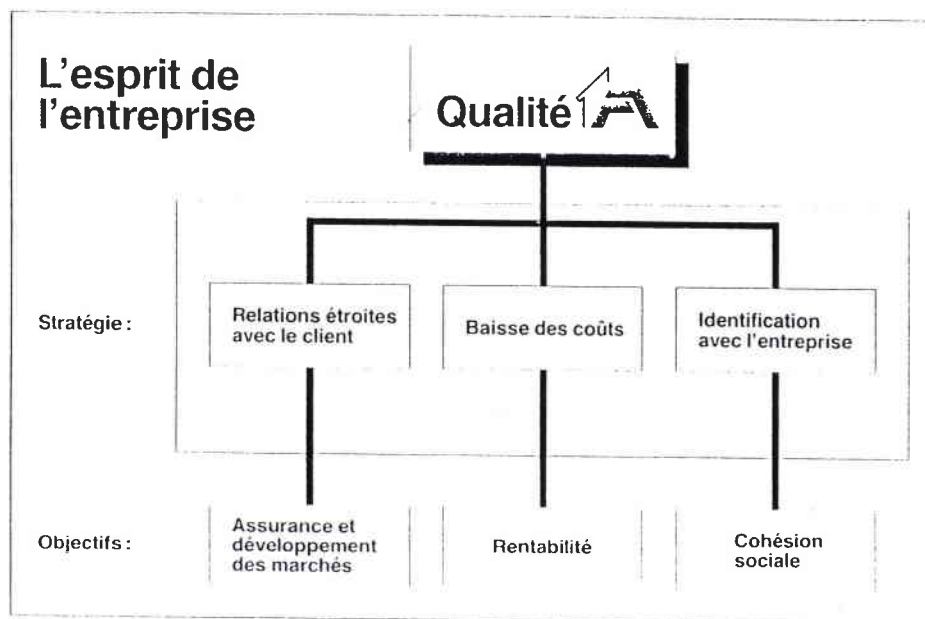 L'esprit de
l'entreprise
Qualité
Stratégie :
Relations étroites
avec le client
Baisse des coûts
Identification
avec l'entreprise
Objectifs :
Assurance et
développement
des marchés
Rentabilité
Cohésion
sociale